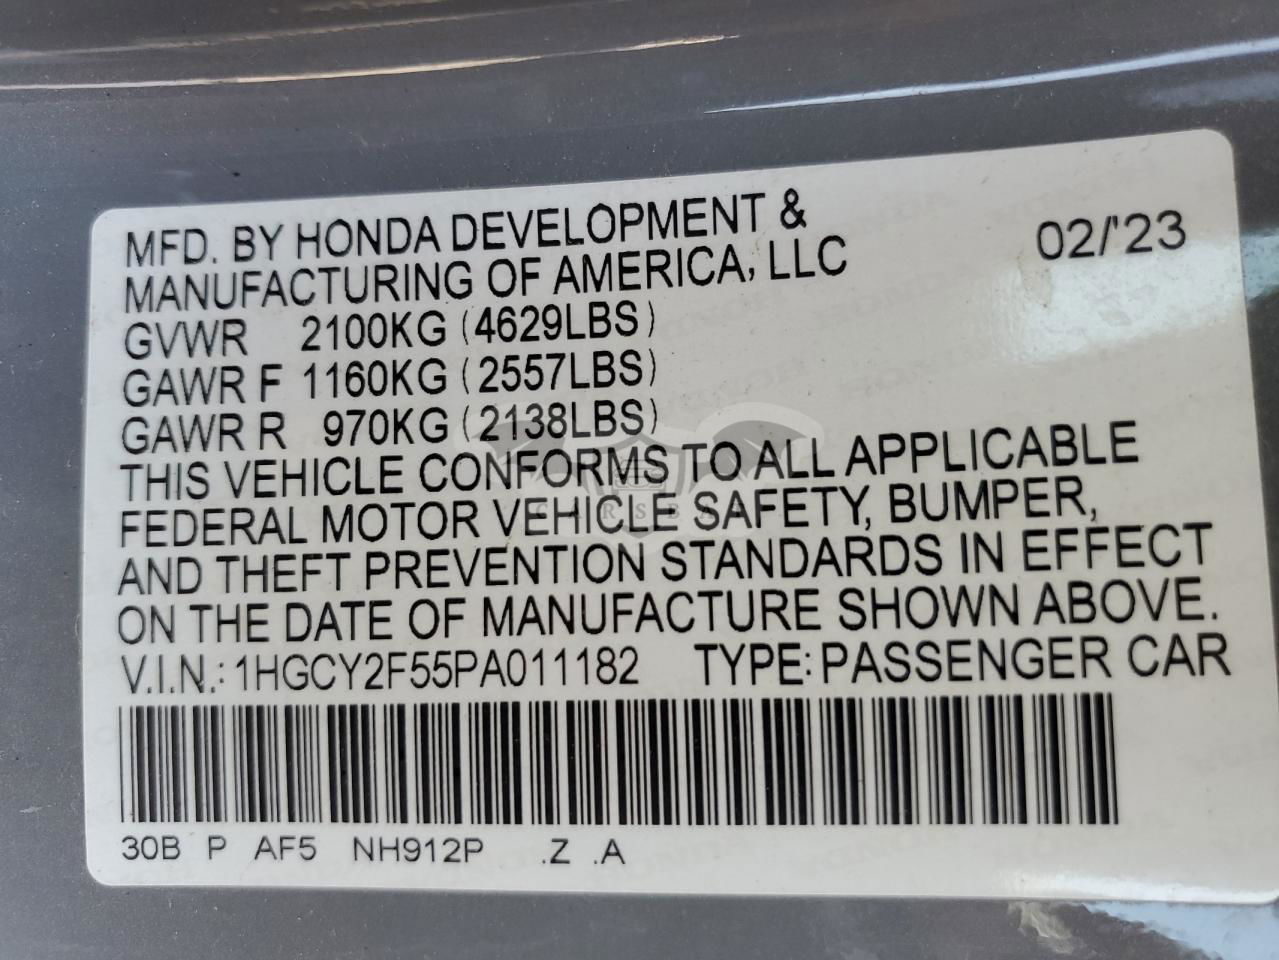 MFD. BY HONDA DEVELOPMENT & 02/'23
MANUFACTURING OF AMERICA, LLC
GVWR 2100KG (4629LBS)
GAWR F 1160KG (2557LBS)
GAWR R 970KG (2138LBS)
THIS VEHICLE CONFORMS TO ALL APPLICABLE
FEDERAL MOTOR VEHICLE SAFETY, BUMPER,
AND THEFT PREVENTION STANDARDS IN EFFECT
ON THE DATE OF MANUFACTURE SHOWN ABOVE.
V.I.N.: 1HGCY2F55PA011182 TYPE: PASSENGER CAR
30B P AF5 NH912P .Z .A